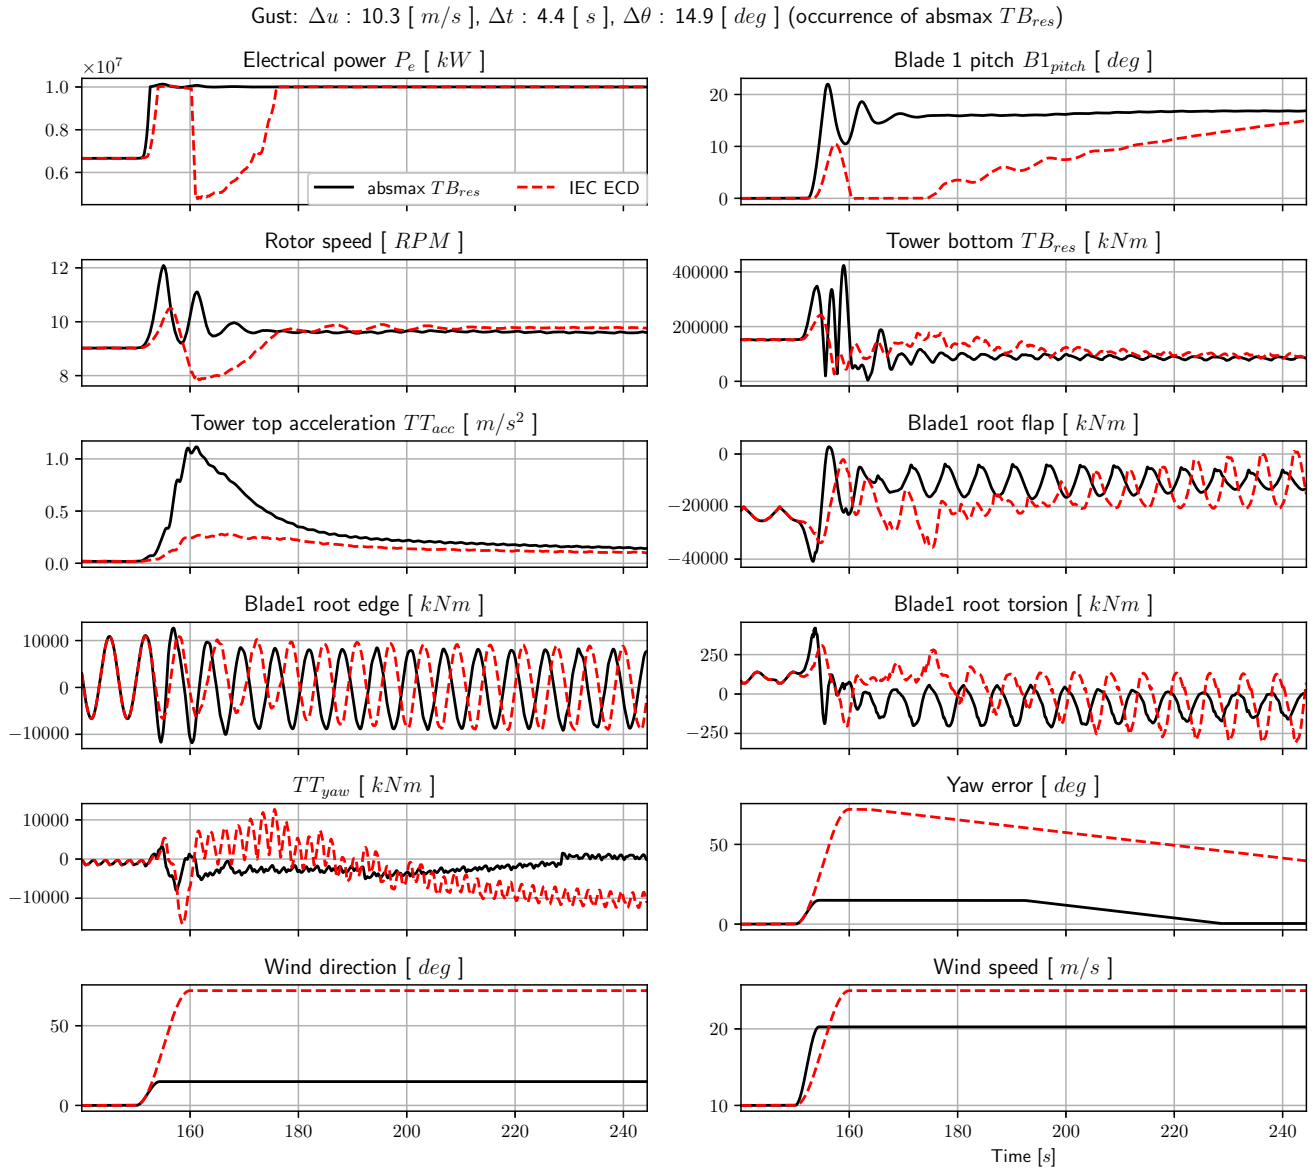 Gust: Δu : 10.3 [ m/s ], Δt : 4.4 [ s ], Δθ : 14.9 [ deg ] (occurrence of absmax TB_res)
Electrical power P_e [ kW ]
×10^7
1.0
0.8
0.6
absmax TB_res
IEC ECD
Blade 1 pitch B1_pitch [ deg ]
20
10
0
Rotor speed [ RPM ]
12
10
8
Tower bottom TB_res [ kNm ]
400000
200000
0
Tower top acceleration TT_acc [ m/s^2 ]
1.0
0.5
0.0
Blade1 root flap [ kNm ]
0
−20000
−40000
Blade1 root edge [ kNm ]
10000
0
−10000
Blade1 root torsion [ kNm ]
250
0
−250
TT_yaw [ kNm ]
10000
0
−10000
Yaw error [ deg ]
50
0
Wind direction [ deg ]
50
0
160 180 200 220 240
Wind speed [ m/s ]
20
10
160 180 200 220 240
Time [s]